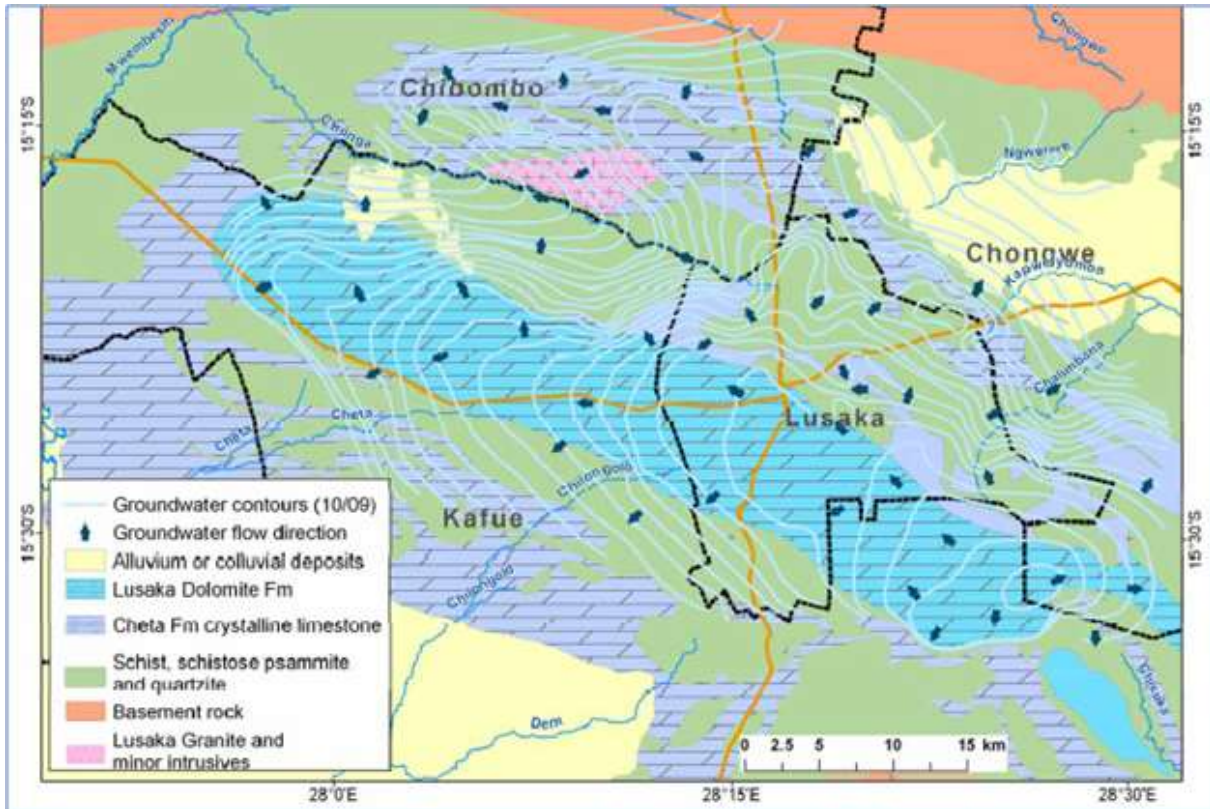 Mwembeshi
Chongwe
Chibombo
15°15'S
15°15'S
Chunga
Ngwerere
Chongwe
Kapwelyomba
Chalimbana
Lusaka
Cheta
Cheta
Chilongolo
Kafue
15°30'S
15°30'S
Chilongolo
Dem
Chisaka
Groundwater contours (10/09)
Groundwater flow direction
Alluvium or colluvial deposits
Lusaka Dolomite Fm
Cheta Fm crystalline limestone
Schist, schistose psammite
and quartzite
Basement rock
Lusaka Granite and
minor intrusives
0 2.5 5 10 15 km
28°0'E
28°15'E
28°30'E